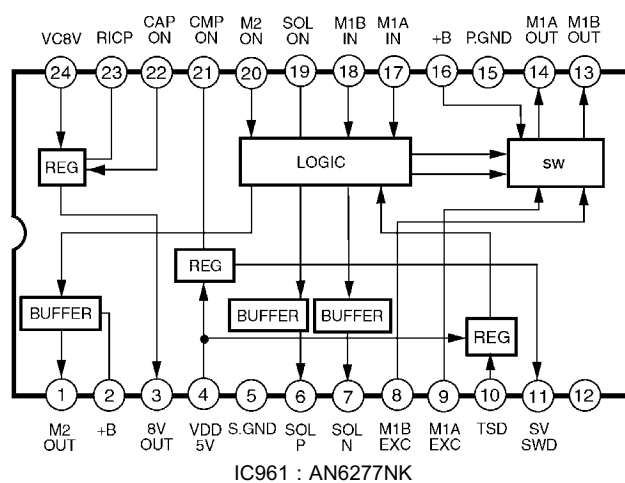 VC8V RICP CAP ON CMP ON M2 ON SOL ON M1B IN M1A IN +B P.GND M1A OUT M1B OUT
24 23 22 21 20 19 18 17 16 15 14 13
REG LOGIC SW
REG
BUFFER BUFFER BUFFER REG
1 2 3 4 5 6 7 8 9 10 11 12
M2 OUT +B 8V OUT VDD 5V S.GND SOL P SOL N M1B EXC M1A EXC TSD SV SWD
IC961 : AN6277NK